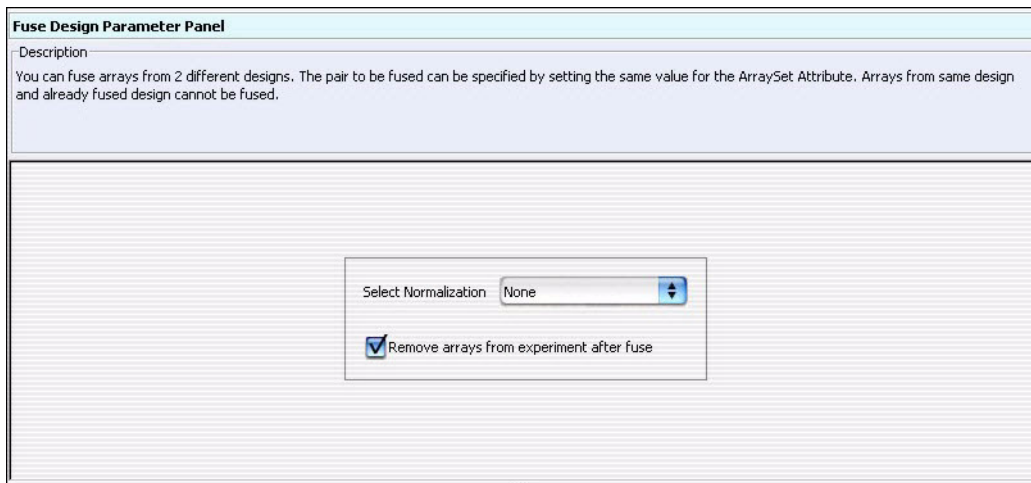 Fuse Design Parameter Panel
Description
You can fuse arrays from 2 different designs. The pair to be fused can be specified by setting the same value for the ArraySet Attribute. Arrays from same design
and already fused design cannot be fused.
Select Normalization None
Remove arrays from experiment after fuse